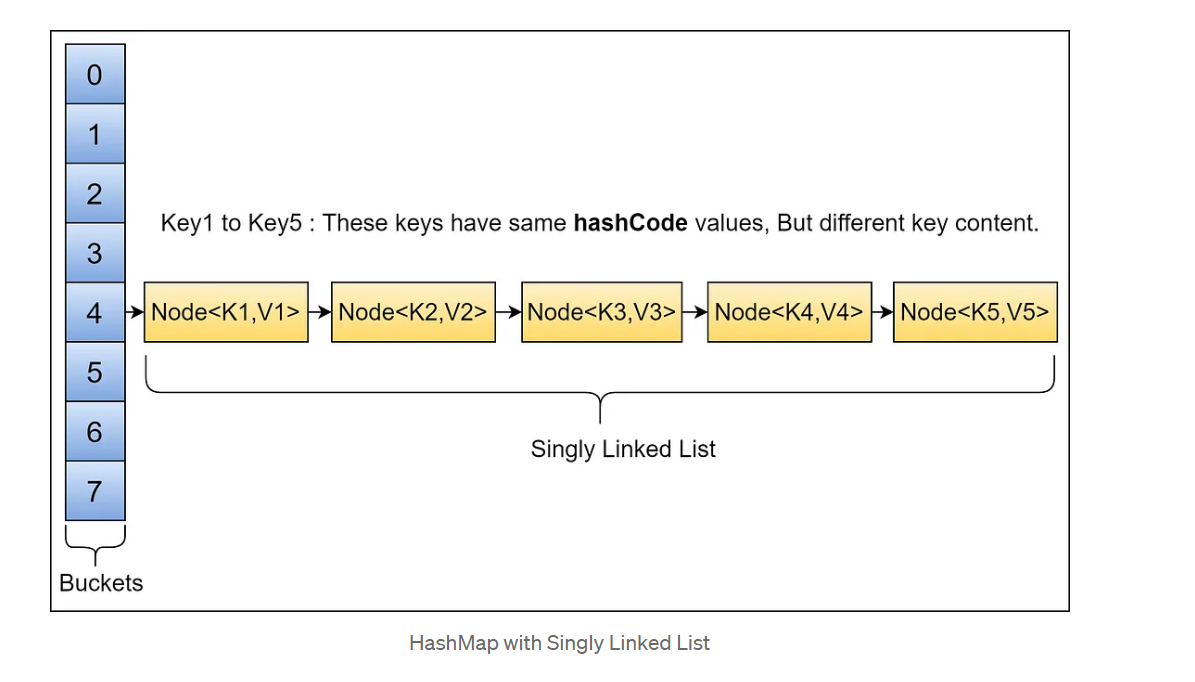 0
1
2
Key1 to Key5 : These keys have same hashCode values, But different key content.
3
4
Node<K1,V1>
Node<K2,V2>
Node<K3,V3>
Node<K4,V4>
Node<K5,V5>
5
6
Singly Linked List
7
Buckets
HashMap with Singly Linked List